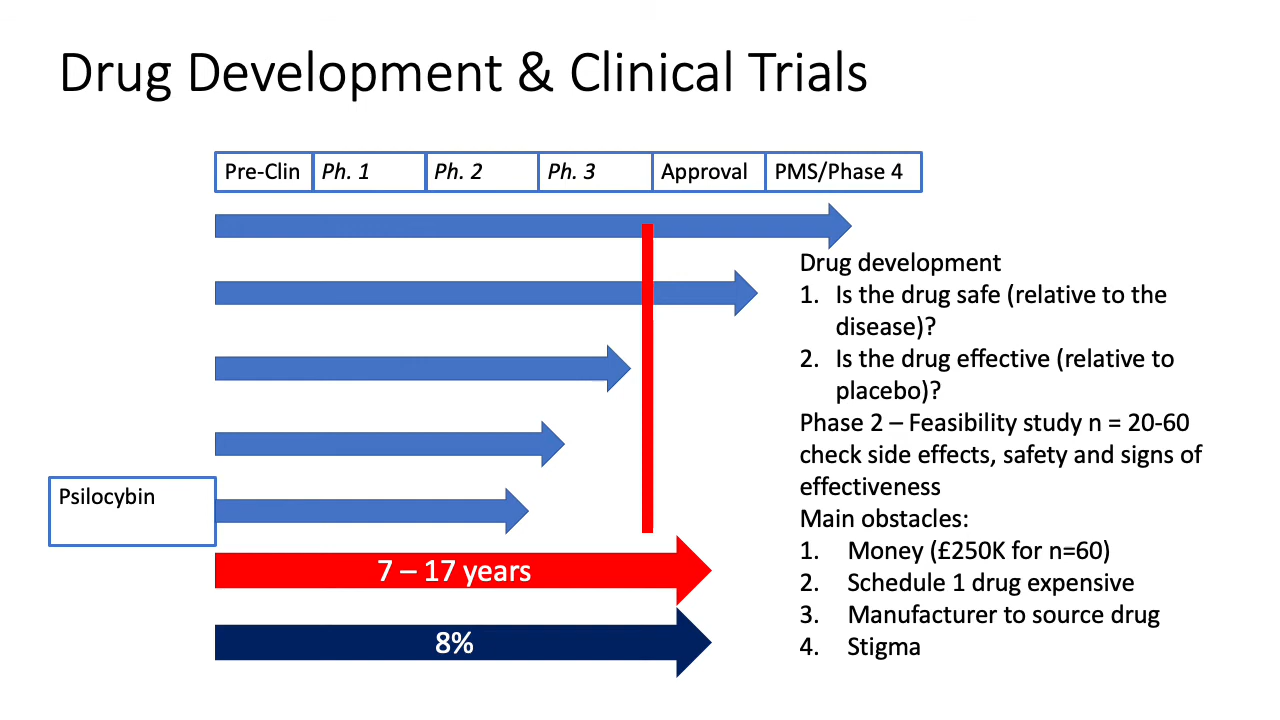 Drug Development & Clinical Trials
Pre-Clin
Ph. 1
Ph. 2
Ph. 3
Approval
PMS/Phase 4
Drug development
1. Is the drug safe (relative to the
disease)?
2. Is the drug effective (relative to
placebo)?
Phase 2 – Feasibility study n = 20-60
check side effects, safety and signs of
effectiveness
Main obstacles:
1. Money (£250K for n=60)
2. Schedule 1 drug expensive
3. Manufacturer to source drug
4. Stigma
Psilocybin
7 – 17 years
8%